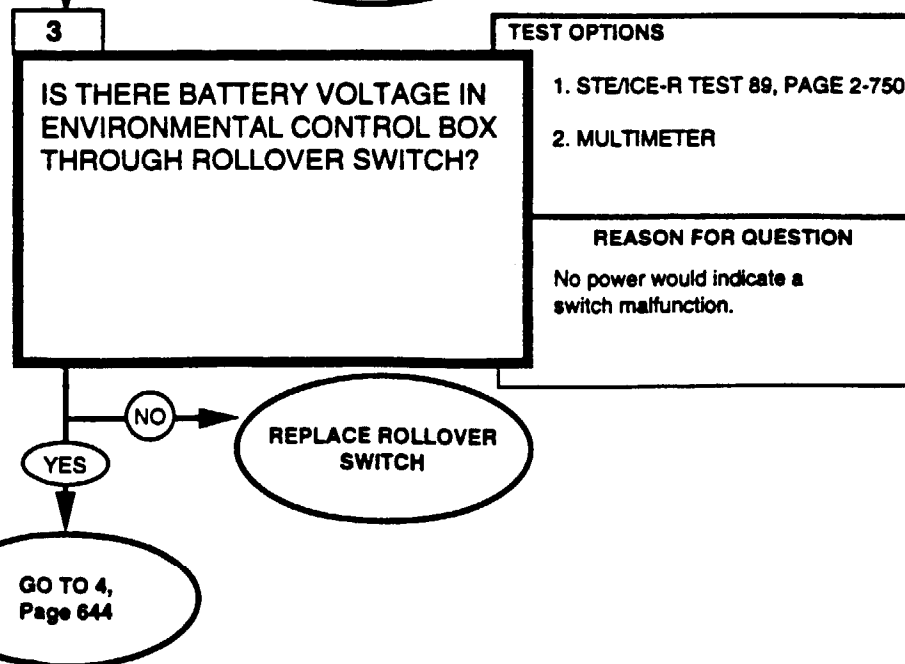 3
IS THERE BATTERY VOLTAGE IN
ENVIRONMENTAL CONTROL BOX
THROUGH ROLLOVER SWITCH?
TEST OPTIONS
1. STE/ICE-R TEST 89, PAGE 2-750
2. MULTIMETER
REASON FOR QUESTION
No power would indicate a
switch malfunction.
NO
REPLACE ROLLOVER
SWITCH
YES
GO TO 4,
Page 644